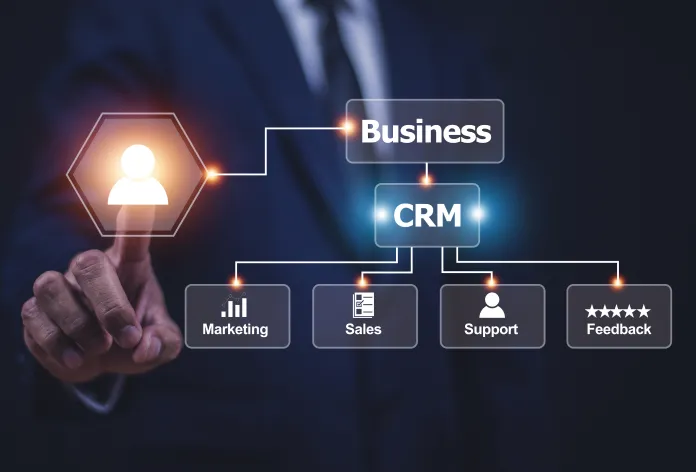 Business
CRM
Marketing
Sales
Support
Feedback